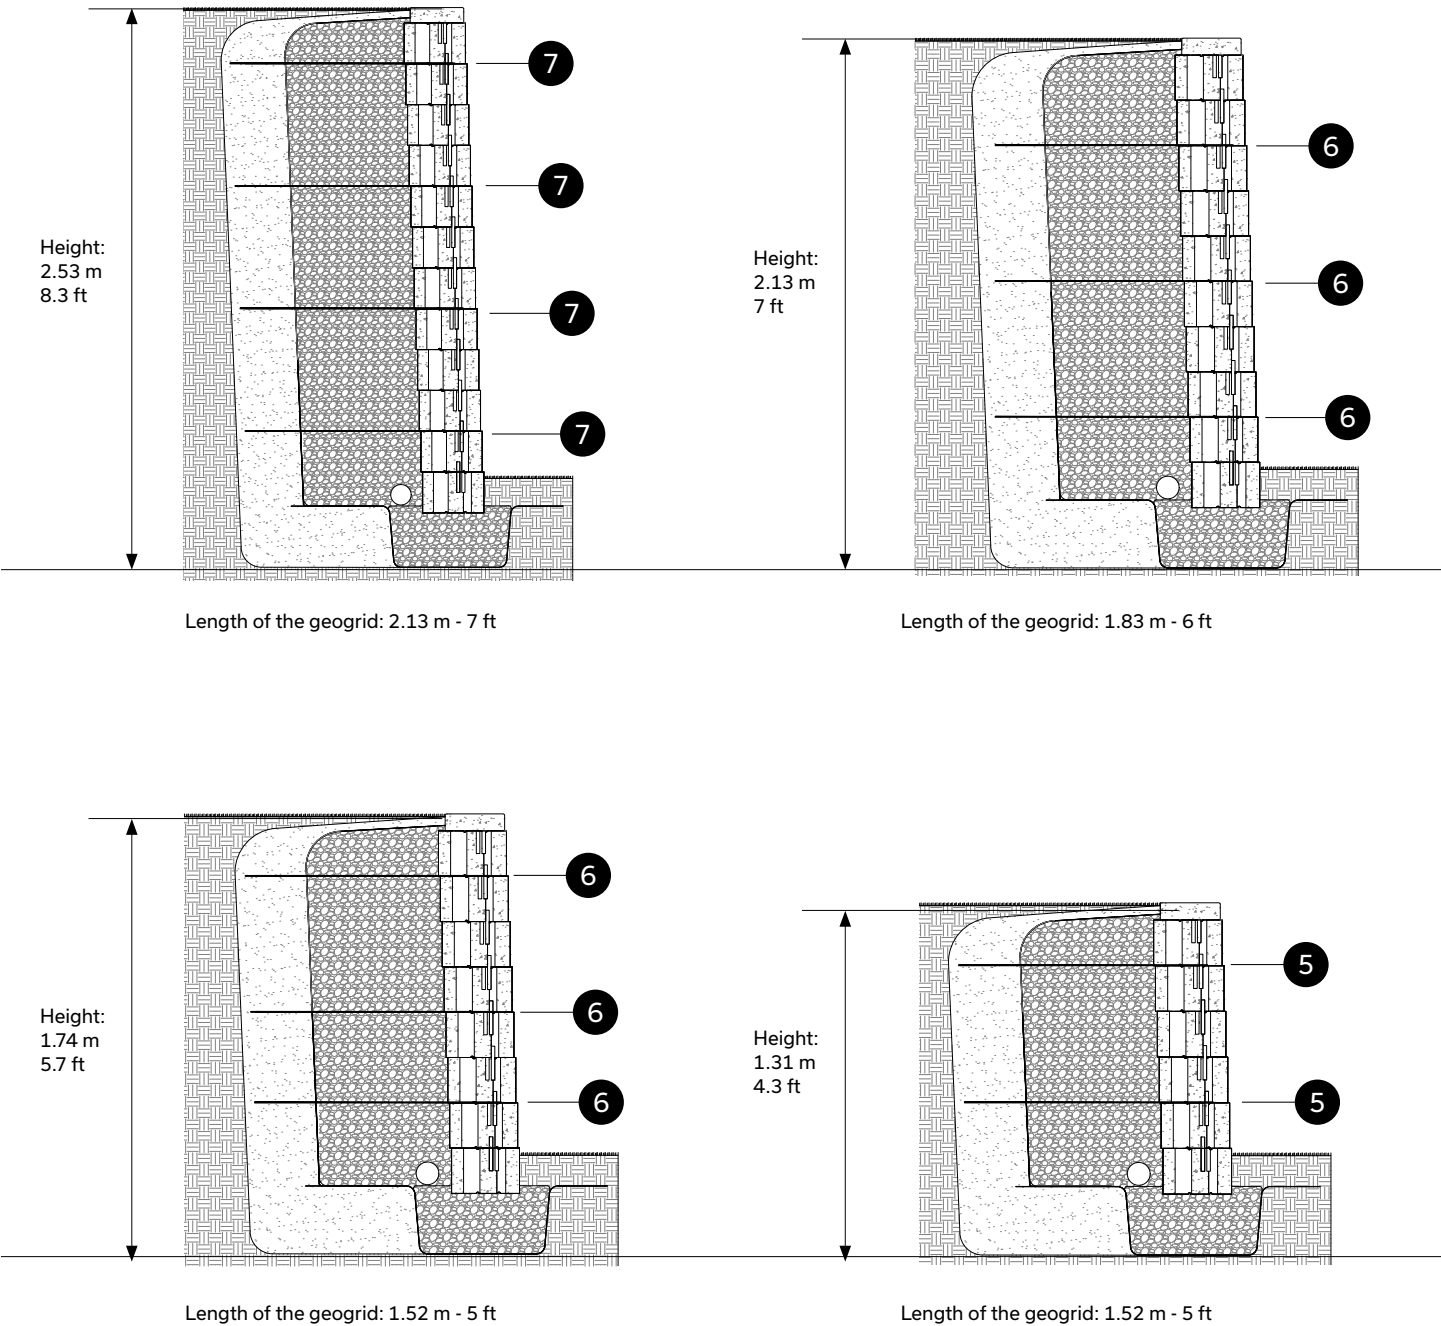 7
7
7
7
Height:
2.53 m
8.3 ft
Length of the geogrid: 2.13 m - 7 ft
6
6
6
Height:
2.13 m
7 ft
Length of the geogrid: 1.83 m - 6 ft
6
6
6
Height:
1.74 m
5.7 ft
Length of the geogrid: 1.52 m - 5 ft
5
5
Height:
1.31 m
4.3 ft
Length of the geogrid: 1.52 m - 5 ft